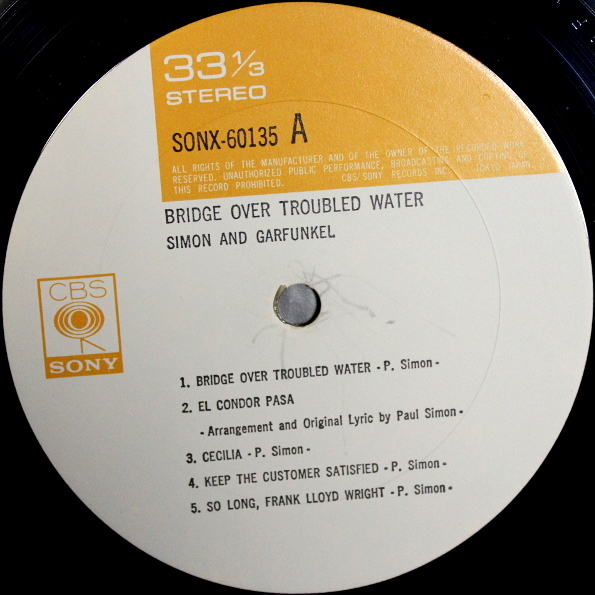 33 1/3
STEREO
SONX-60135 A
ALL RIGHTS OF THE MANUFACTURER AND OF THE OWNER OF THE RECORDED WORK
RESERVED. UNAUTHORIZED PUBLIC PERFORMANCE, BROADCASTING AND COPYING OF
THIS RECORD PROHIBITED. CBS/SONY RECORDS INC. TOKYO JAPAN
BRIDGE OVER TROUBLED WATER
SIMON AND GARFUNKEL
CBS
SONY
1. BRIDGE OVER TROUBLED WATER - P. Simon -
2. EL CONDOR PASA
- Arrangement and Original Lyric by Paul Simon -
3. CECILIA - P. Simon -
4. KEEP THE CUSTOMER SATISFIED - P. Simon -
5. SO LONG, FRANK LLOYD WRIGHT - P. Simon -